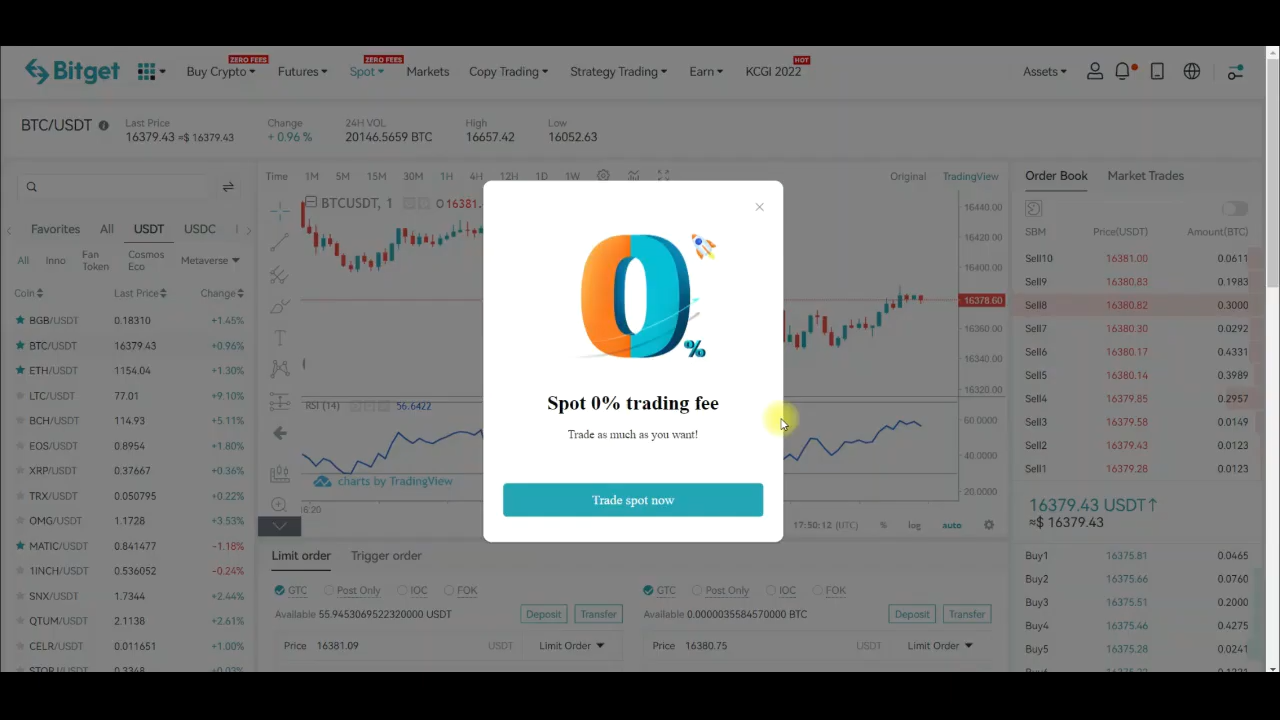 Bitget
Buy Crypto ZERO FEES Futures Spot ZERO FEES Markets Copy Trading Strategy Trading Earn KCGI 2022 HOT Assets
BTC/USDT Last Price Change 24H VOL High Low
16379.43 ≈$ 16379.43 + 0.96 % 20146.5659 BTC 16657.42 16052.63
Favorites All USDT USDC
All Inno Fan Token Cosmos Eco Metaverse
Coin Last Price Change
BGB/USDT 0.18310 +1.45%
BTC/USDT 16379.43 +0.96%
ETH/USDT 1154.04 +1.30%
LTC/USDT 77.01 +9.10%
BCH/USDT 114.93 +5.11%
EOS/USDT 0.8954 +1.80%
XRP/USDT 0.37667 +0.36%
TRX/USDT 0.050795 +0.22%
OMG/USDT 1.1728 +3.53%
MATIC/USDT 0.841477 -1.18%
1INCH/USDT 0.536052 -0.24%
SNX/USDT 1.7344 +2.44%
QTUM/USDT 2.1138 +2.61%
CELR/USDT 0.011651 +1.00%
Time 1M 5M 15M 30M 1H 4H 12H 1D 1W Original TradingView
BTCUSDT, 1 O 16381.
16440.00
16420.00
16400.00
16378.60
16360.00
16340.00
16320.00
RSI (14) 56.6422
60.0000
40.0000
20.0000
charts by TradingView
16:20
17:50:12 (UTC) % log auto
Spot 0% trading fee
0%
Trade as much as you want!
Trade spot now
Limit order Trigger order
GTC Post Only IOC FOK
Available 55.9453069522320000 USDT Deposit Transfer
Price 16381.09 USDT Limit Order
GTC Post Only IOC FOK
Available 0.0000035584570000 BTC Deposit Transfer
Price 16380.75 USDT Limit Order
Order Book Market Trades
SBM Price(USDT) Amount(BTC)
Sell10 16381.00 0.0611
Sell9 16380.83 0.1983
Sell8 16380.82 0.3000
Sell7 16380.30 0.0292
Sell6 16380.17 0.4331
Sell5 16380.14 0.3989
Sell4 16379.85 0.2957
Sell3 16379.58 0.0149
Sell2 16379.43 0.0123
Sell1 16379.28 0.0123
16379.43 USDT↑
≈$ 16379.43
Buy1 16375.81 0.0465
Buy2 16375.66 0.0760
Buy3 16375.51 0.2000
Buy4 16375.46 0.4275
Buy5 16375.28 0.0241